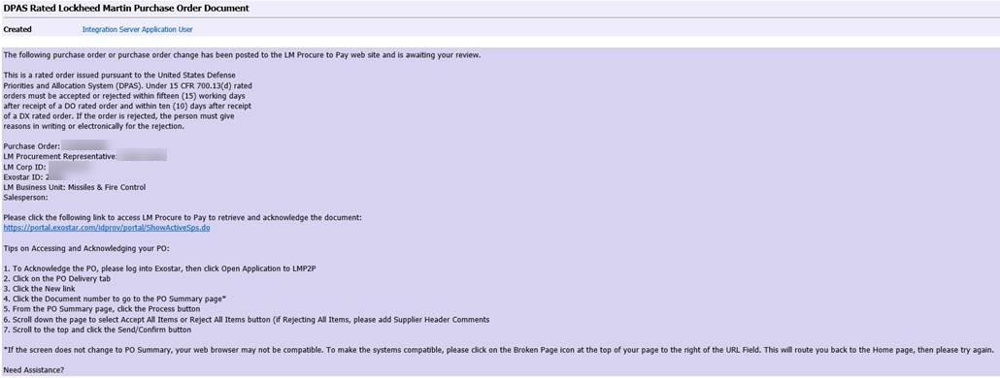 DPAS Rated Lockheed Martin Purchase Order Document
Created Integration Server Application User
The following purchase order or purchase order change has been posted to the LM Procure to Pay web site and is awaiting your review.
This is a rated order issued pursuant to the United States Defense
Priorities and Allocation System (DPAS). Under 15 CFR 700.13(d) rated
orders must be accepted or rejected within fifteen (15) working days
after receipt of a DO rated order and within ten (10) days after receipt
of a DX rated order. If the order is rejected, the person must give
reasons in writing or electronically for the rejection.
Purchase Order:
LM Procurement Representative:
LM Corp ID:
Exostar ID: 2
LM Business Unit: Missiles & Fire Control
Salesperson:
Please click the following link to access LM Procure to Pay to retrieve and acknowledge the document:
https://portal.exostar.com/idprov/portal/ShowActiveSps.do
Tips on Accessing and Acknowledging your PO:
1. To Acknowledge the PO, please log into Exostar, then click Open Application to LMP2P
2. Click on the PO Delivery tab
3. Click the New link
4. Click the Document number to go to the PO Summary page*
5. From the PO Summary page, click the Process button
6. Scroll down the page to select Accept All Items or Reject All Items button (if Rejecting All Items, please add Supplier Header Comments
7. Scroll to the top and click the Send/Confirm button
*If the screen does not change to PO Summary, your web browser may not be compatible. To make the systems compatible, please click on the Broken Page icon at the top of your page to the right of the URL Field. This will route you back to the Home page, then please try again.
Need Assistance?